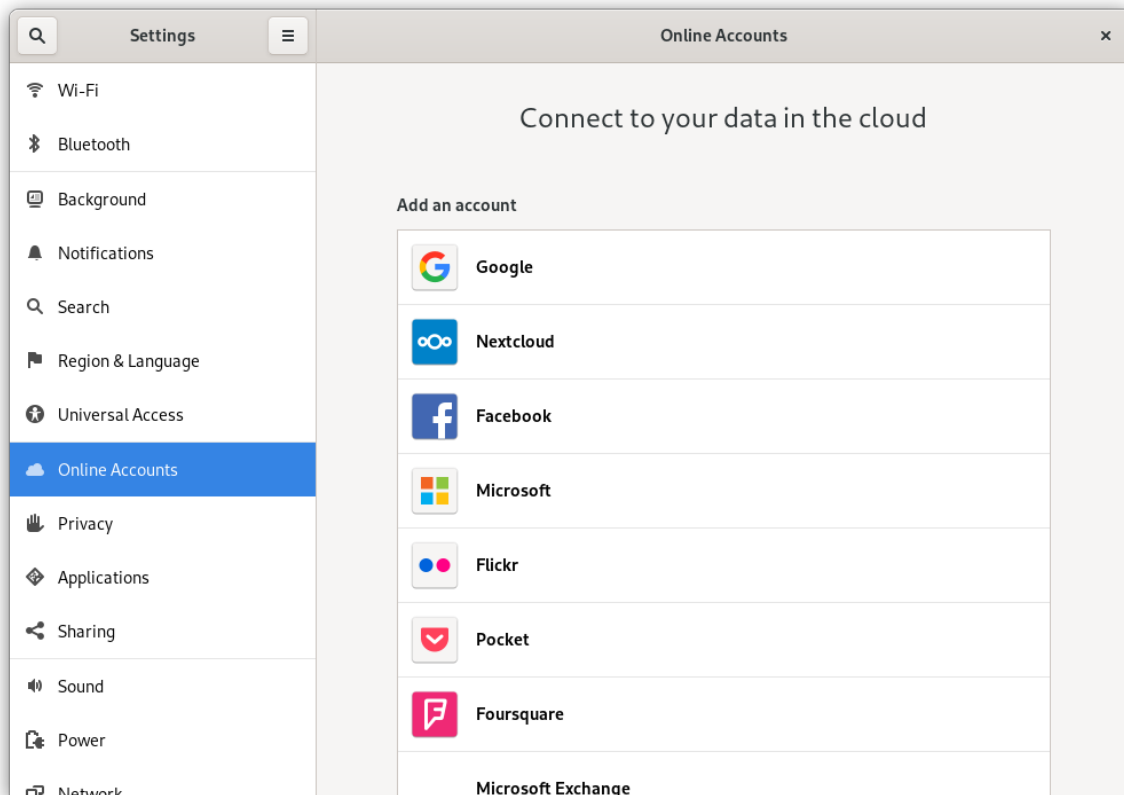 Settings
Online Accounts
Wi-Fi
Bluetooth
Background
Notifications
Search
Region & Language
Universal Access
Online Accounts
Privacy
Applications
Sharing
Sound
Power
Network
Connect to your data in the cloud
Add an account
Google
Nextcloud
Facebook
Microsoft
Flickr
Pocket
Foursquare
Microsoft Exchange